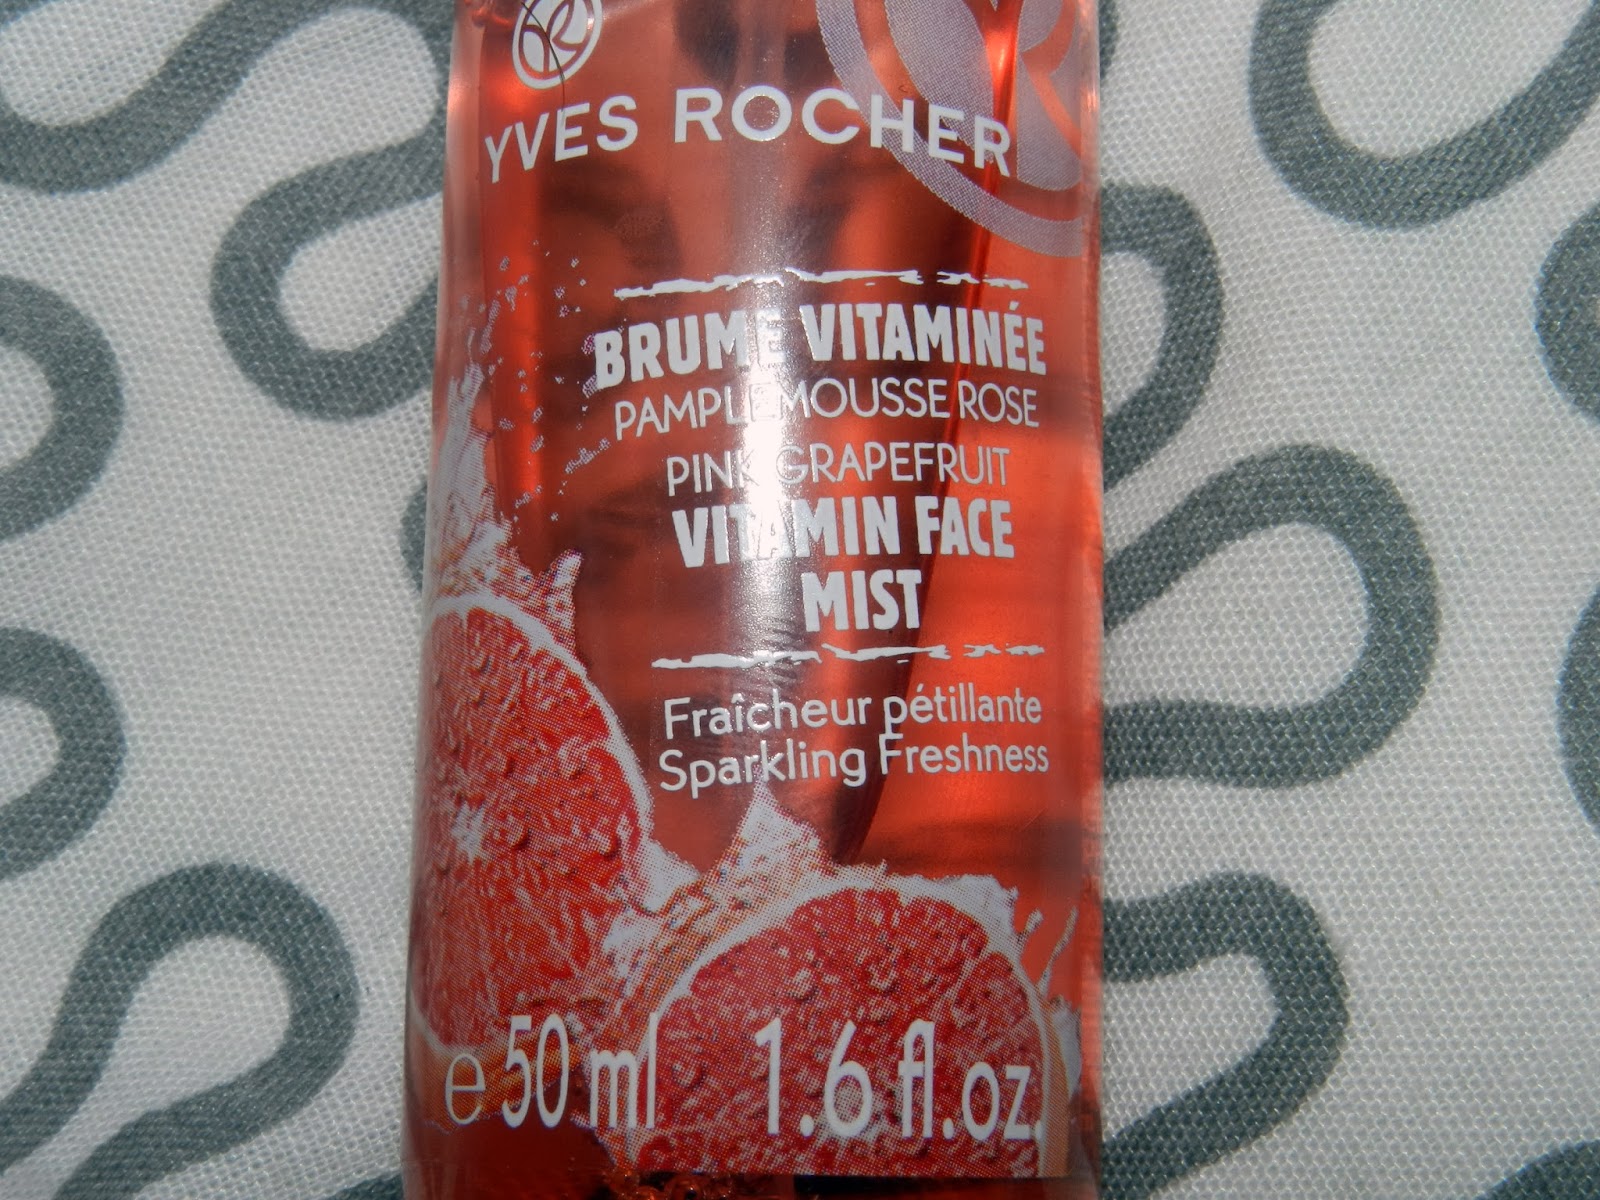 YVES ROCHER
BRUME VITAMINÉE
PAMPLEMOUSSE ROSE
PINK GRAPEFRUIT
VITAMIN FACE
MIST
Fraîcheur pétillante
Sparkling Freshness
e 50 ml 1.6 fl.oz.